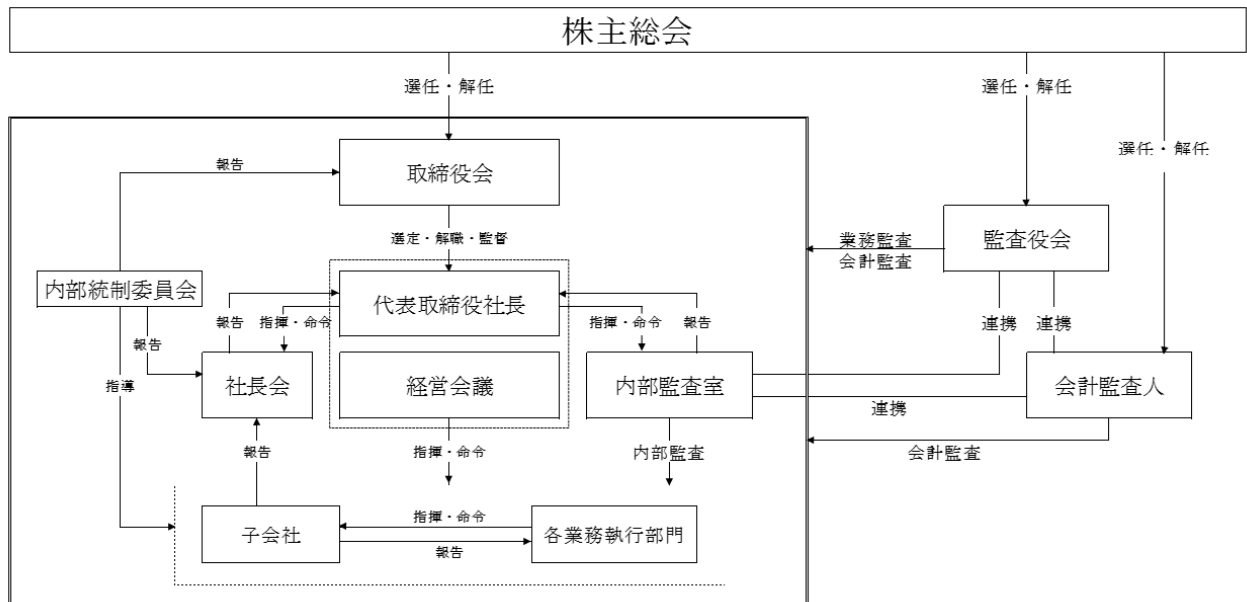 株主総会
選任・解任
選任・解任
選任・解任
取締役会
報告
選定・解職・監督
監査役会
業務監査
会計監査
内部統制委員会
代表取締役社長
報告
指揮・命令
指揮・命令
報告
連携
連携
報告
指導
社長会
経営会議
内部監査室
会計監査人
連携
報告
指揮・命令
内部監査
会計監査
子会社
指揮・命令
報告
各業務執行部門